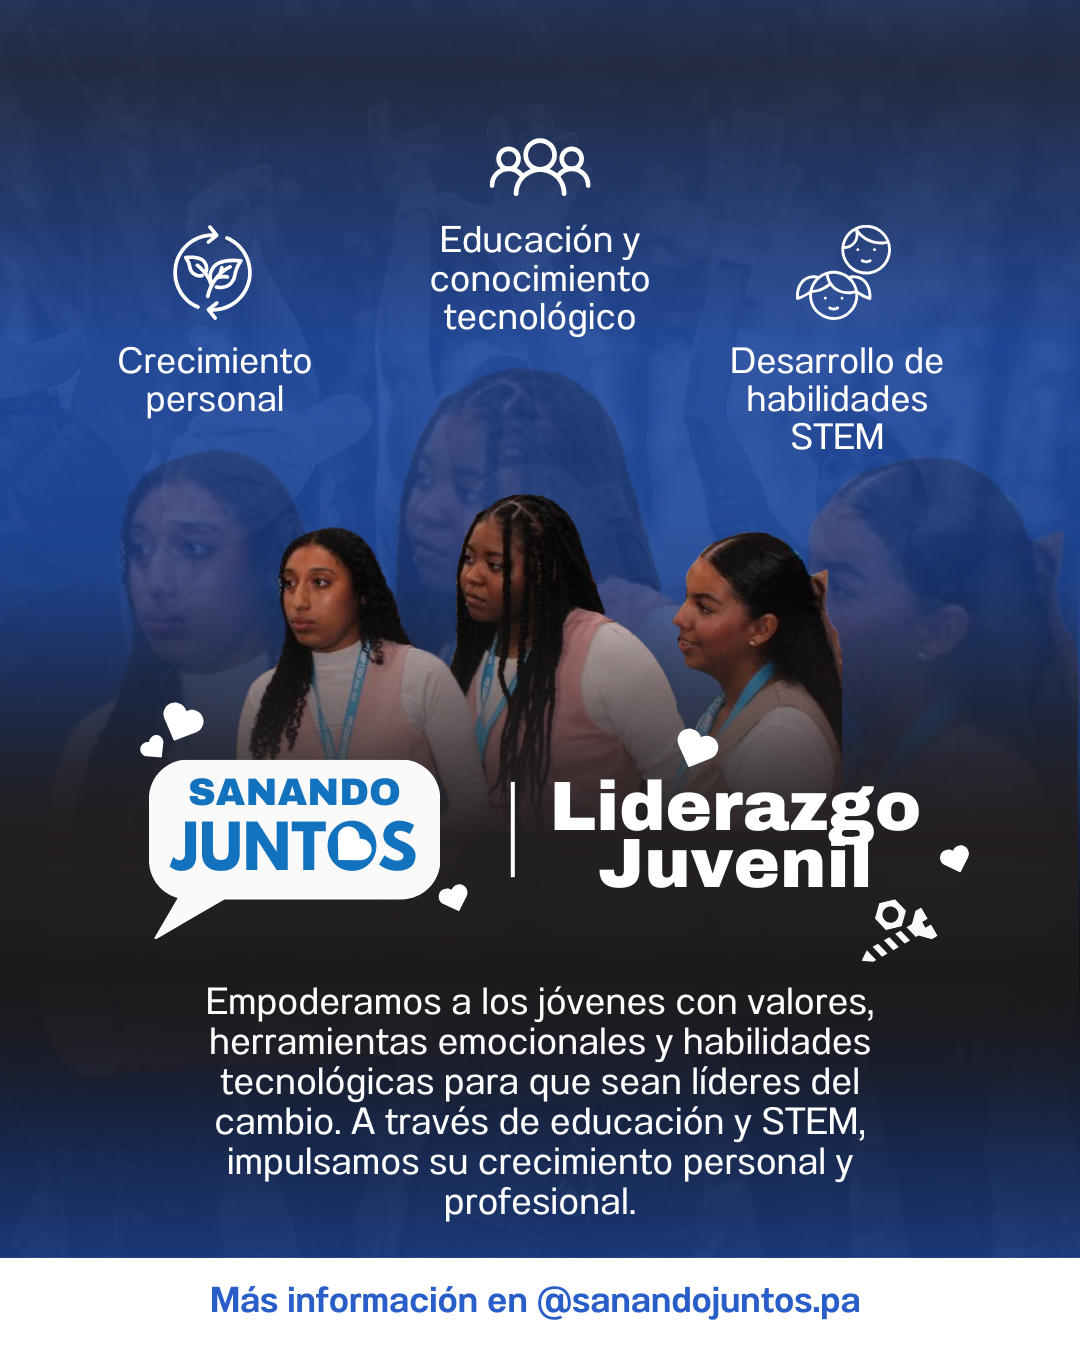 Educación y
conocimiento
tecnológico
Crecimiento
personal
Desarrollo de
habilidades
STEM
SANANDO
JUNTOS
Liderazgo
Juvenil
Empoderamos a los jóvenes con valores,
herramientas emocionales y habilidades
tecnológicas para que sean líderes del
cambio. A través de educación y STEM,
impulsamos su crecimiento personal y
profesional.
Más información en @sanandojuntos.pa